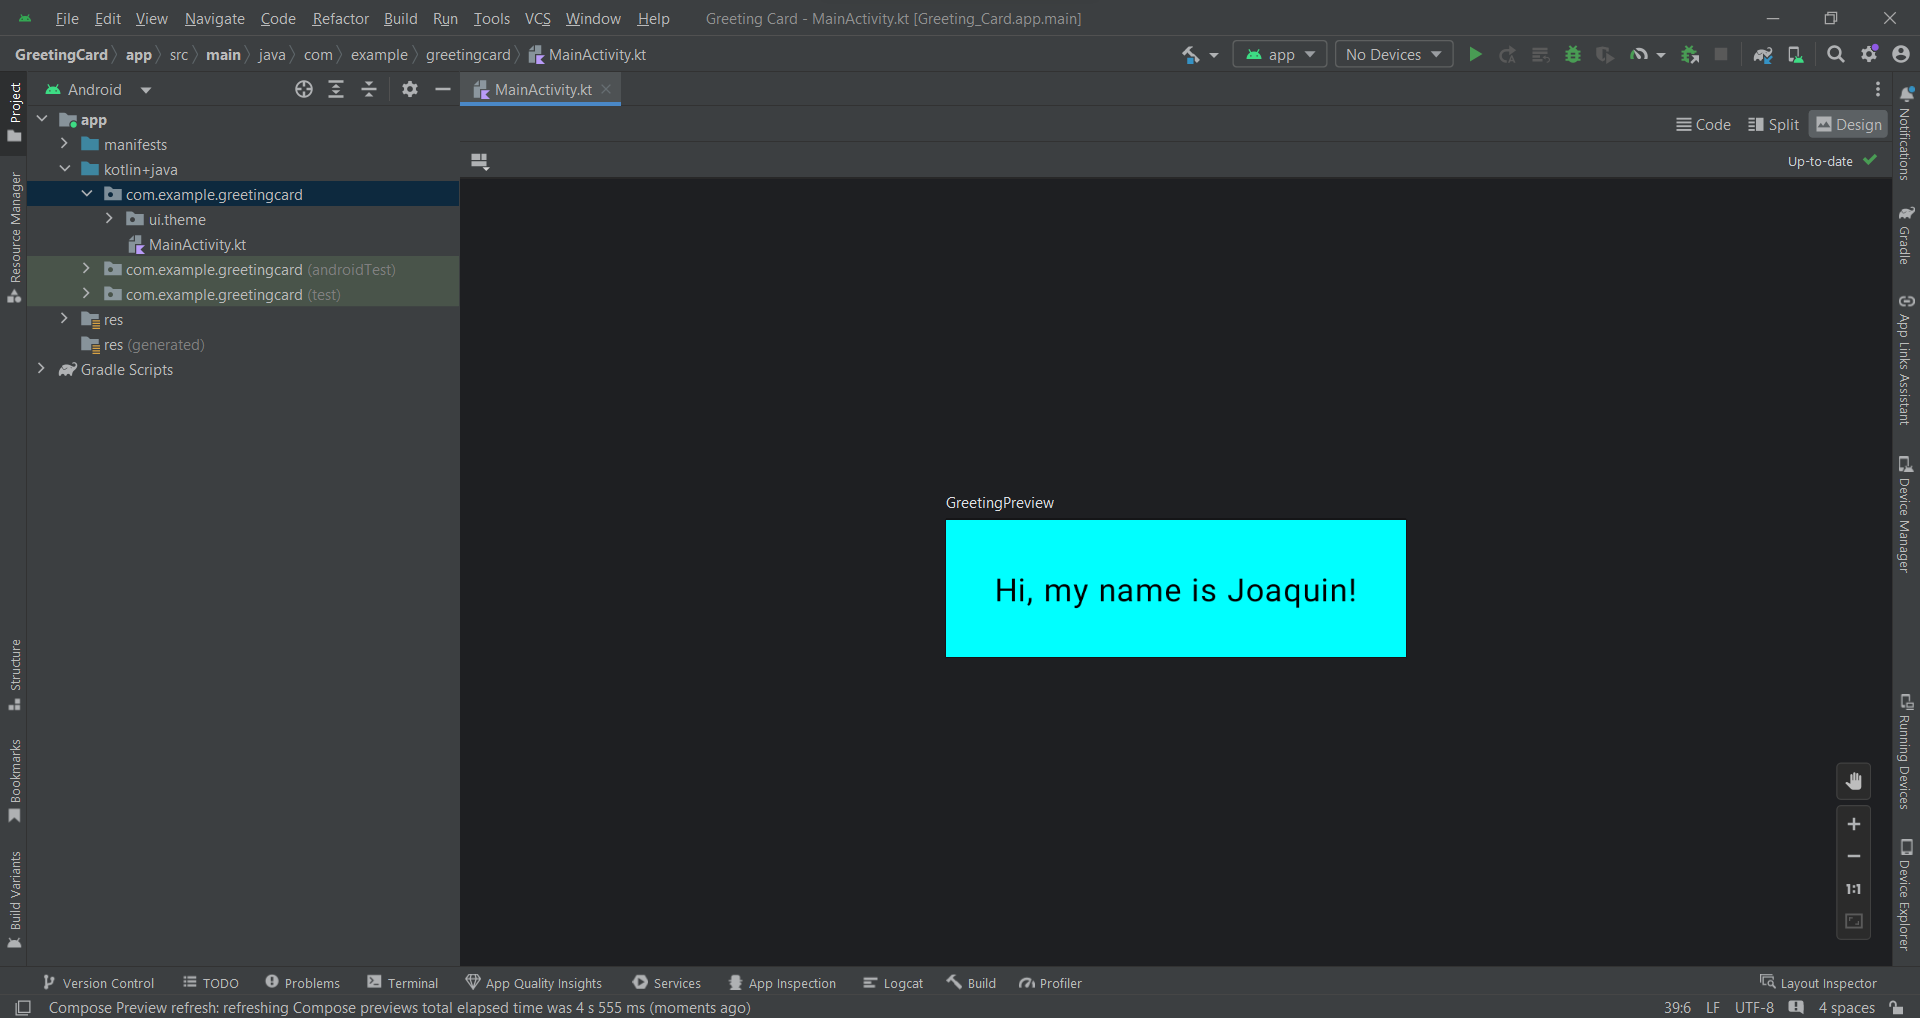 File Edit View Navigate Code Refactor Build Run Tools VCS Window Help Greeting Card - MainActivity.kt [Greeting_Card.app.main]
GreetingCard app src main java com example greetingcard MainActivity.kt app No Devices
Android MainActivity.kt
Code Split Design
Up-to-date
app
manifests
kotlin+java
com.example.greetingcard
ui.theme
MainActivity.kt
com.example.greetingcard (androidTest)
com.example.greetingcard (test)
res
res (generated)
Gradle Scripts
Project
Resource Manager
Structure
Bookmarks
Build Variants
GreetingPreview
Hi, my name is Joaquin!
1:1
Notifications
Gradle
App Links Assistant
Device Manager
Running Devices
Device Explorer
Version Control TODO Problems Terminal App Quality Insights Services App Inspection Logcat Build Profiler Layout Inspector
Compose Preview refresh: refreshing Compose previews total elapsed time was 4 s 555 ms (moments ago) 39:6 LF UTF-8 4 spaces